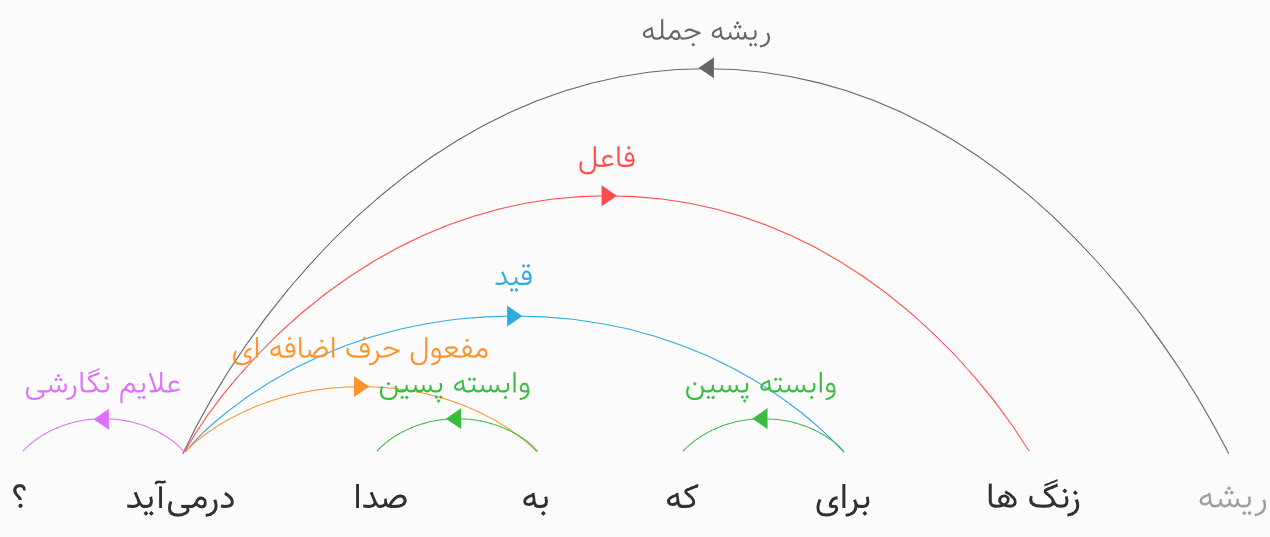 ریشه جمله
فاعل
قید
مفعول حرف اضافه ای
وابسته پسین وابسته پسین علایم نگارشی
ریشه زنگ ها برای که به صدا درمی‌آید ؟